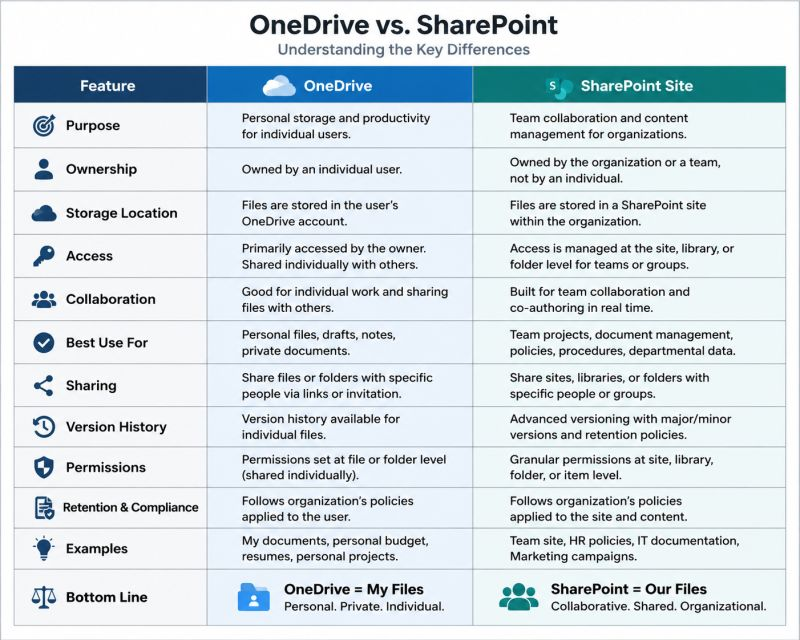 OneDrive vs. SharePoint
Understanding the Key Differences
Feature
OneDrive
S
SharePoint Site
Purpose
Personal storage and productivity
for individual users.
Team collaboration and content
management for organizations.
Ownership
Owned by an individual user.
Owned by the organization or a team,
not by an individual.
Storage Location
Files are stored in the user's
OneDrive account.
Files are stored in a SharePoint site
within the organization.
Access
Primarily accessed by the owner.
Shared individually with others.
Access is managed at the site, library, or
folder level for teams or groups.
Collaboration
Good for individual work and sharing
files with others.
Built for team collaboration and
co-authoring in real time.
Best Use For
Personal files, drafts, notes,
private documents.
Team projects, document management,
policies, procedures, departmental data.
Sharing
Share files or folders with specific
people via links or invitation.
Share sites, libraries, or folders with
specific people or groups.
Version History
Version history available for
individual files.
Advanced versioning with major/minor
versions and retention policies.
Permissions
Permissions set at file or folder level
(shared individually).
Granular permissions at site, library,
folder, or item level.
Retention & Compliance
Follows organization's policies
applied to the user.
Follows organization's policies
applied to the site and content.
Examples
My documents, personal budget,
resumes, personal projects.
Team site, HR policies, IT documentation,
Marketing campaigns.
Bottom Line
OneDrive = My Files
Personal. Private. Individual.
SharePoint = Our Files
Collaborative. Shared. Organizational.